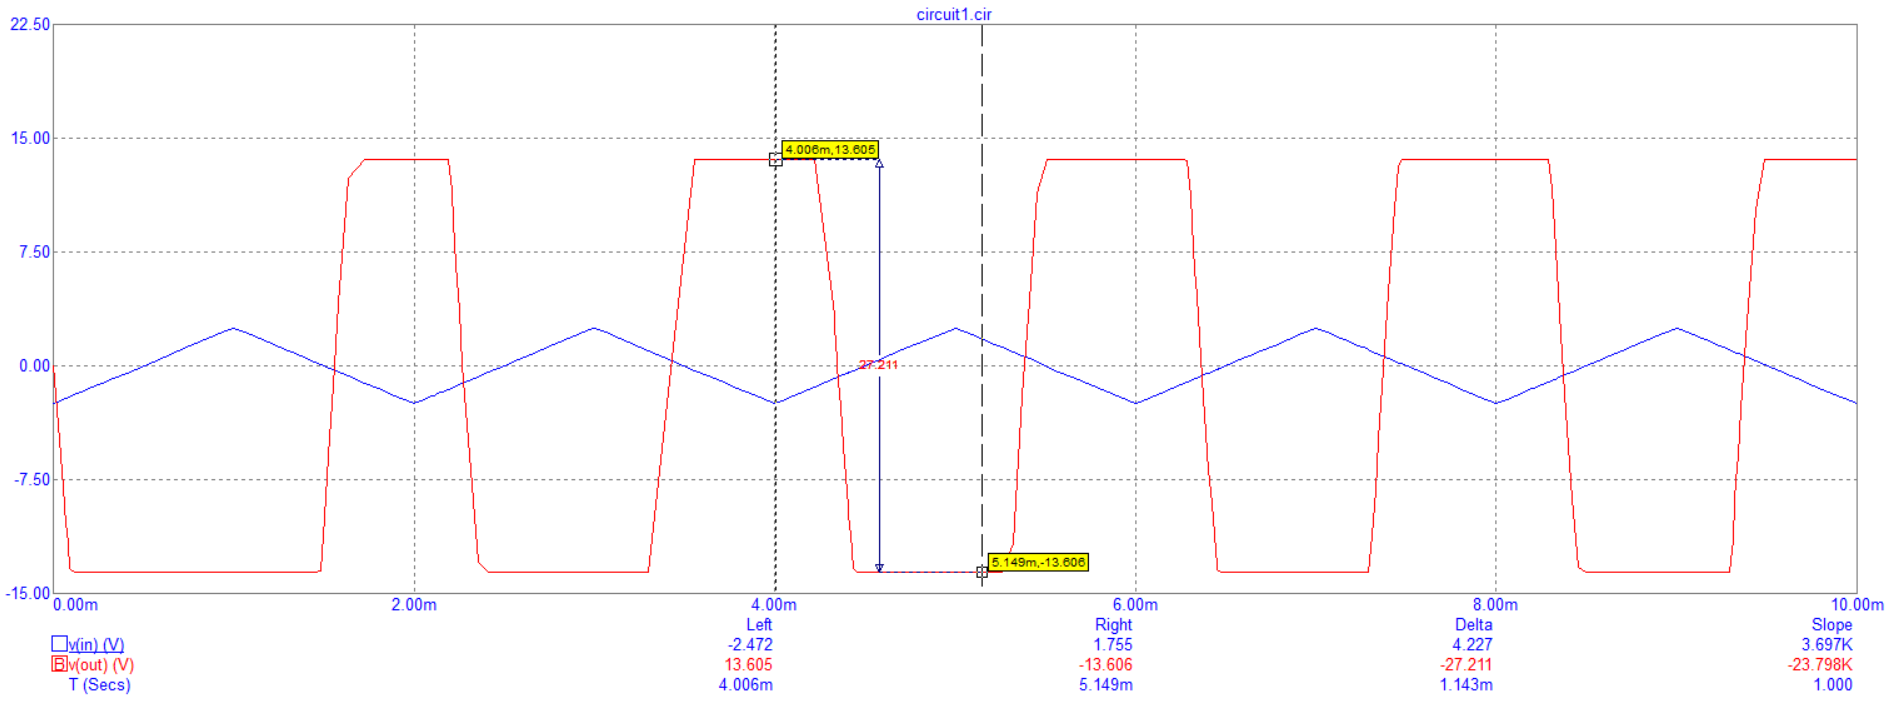 circuit1.cir
22.50
15.00
4.006m,13.605
7.50
0.00
27.211
-7.50
5.149m,-13.606
-15.00
0.00m 2.00m 4.00m 6.00m 8.00m 10.00m
Left Right Delta Slope
v(in) (V) -2.472 1.755 4.227 3.697K
B v(out) (V) 13.605 -13.606 -27.211 -23.798K
T (Secs) 4.006m 5.149m 1.143m 1.000